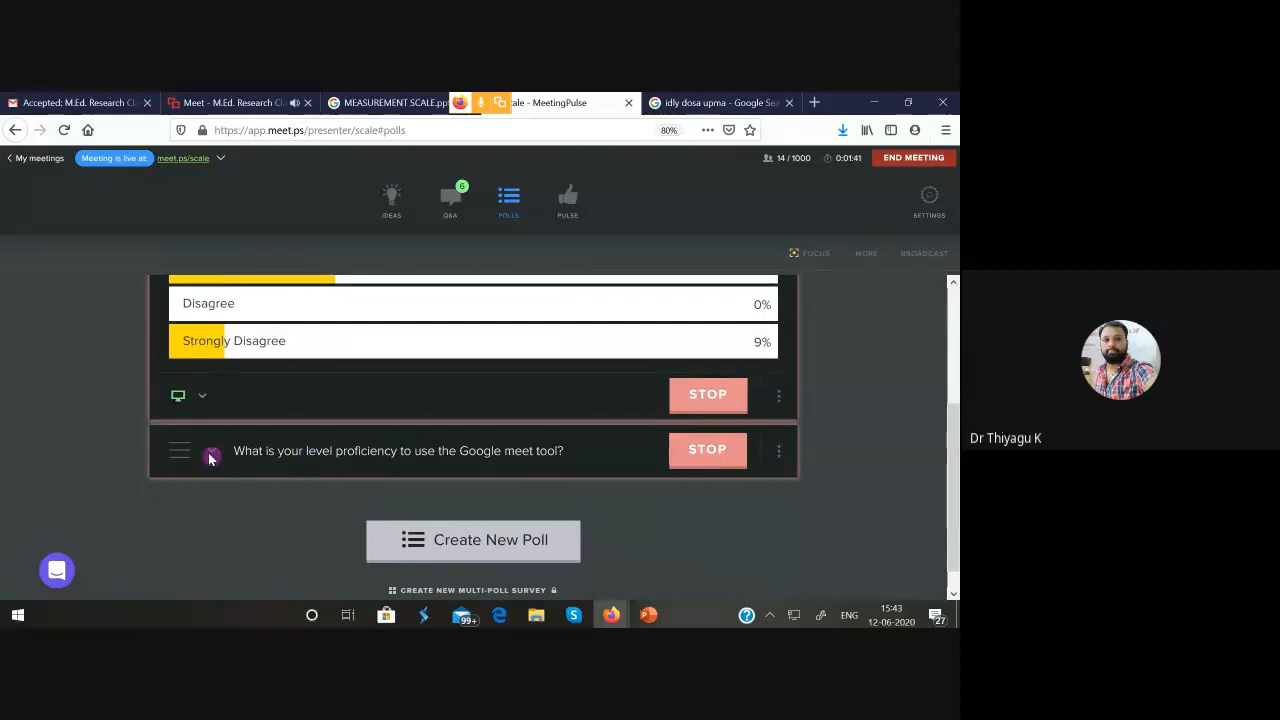 Accepted: M.Ed. Research Cl
Meet - M.Ed. Research C
MEASUREMENT SCALE.pp
cale - MeetingPulse
idly dosa upma - Google Sea
https://app.meet.ps/presenter/scale#polls
80%
My meetings
Meeting is live at:
meet.ps/scale
14 / 1000
0:01:41
END MEETING
6
IDEAS
Q&A
POLLS
PULSE
SETTINGS
FOCUS
MORE
BROADCAST
Disagree
0%
Strongly Disagree
9%
STOP
What is your level proficiency to use the Google meet tool?
STOP
Create New Poll
CREATE NEW MULTI-POLL SURVEY
99+
ENG
15:43
12-06-2020
27
Dr Thiyagu K